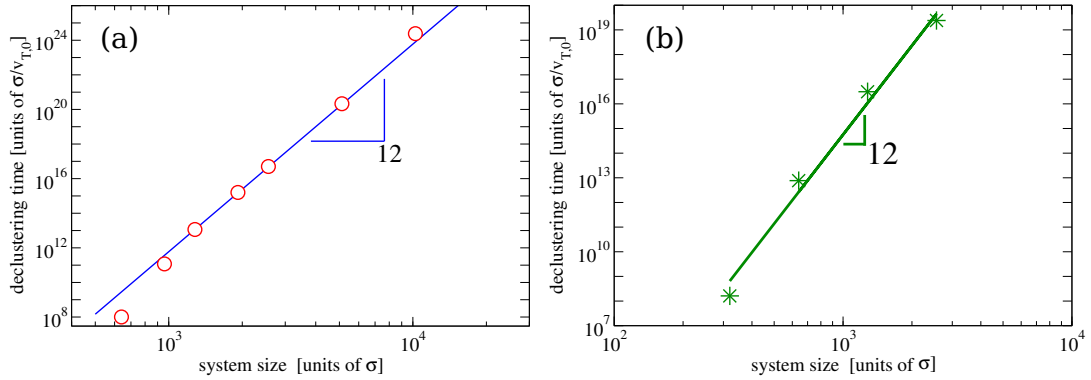 (a)
declustering time [units of σ/v_T,0]
10^24
10^20
10^16
10^12
10^8
12
10^3
10^4
system size [units of σ]
(b)
declustering time [units of σ/v_T,0]
10^19
10^16
10^13
10^10
10^7
12
10^2
10^3
10^4
system size [units of σ]